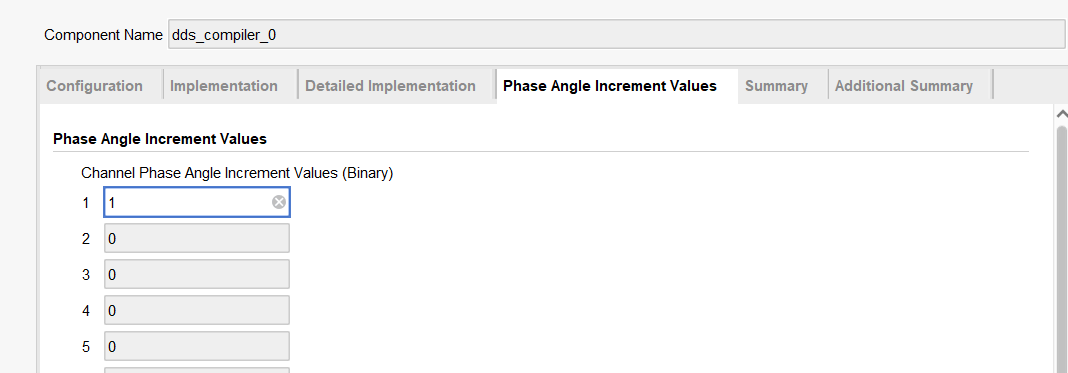 Component Name dds_compiler_0
Configuration Implementation Detailed Implementation Phase Angle Increment Values Summary Additional Summary
Phase Angle Increment Values
Channel Phase Angle Increment Values (Binary)
1 1
2 0
3 0
4 0
5 0